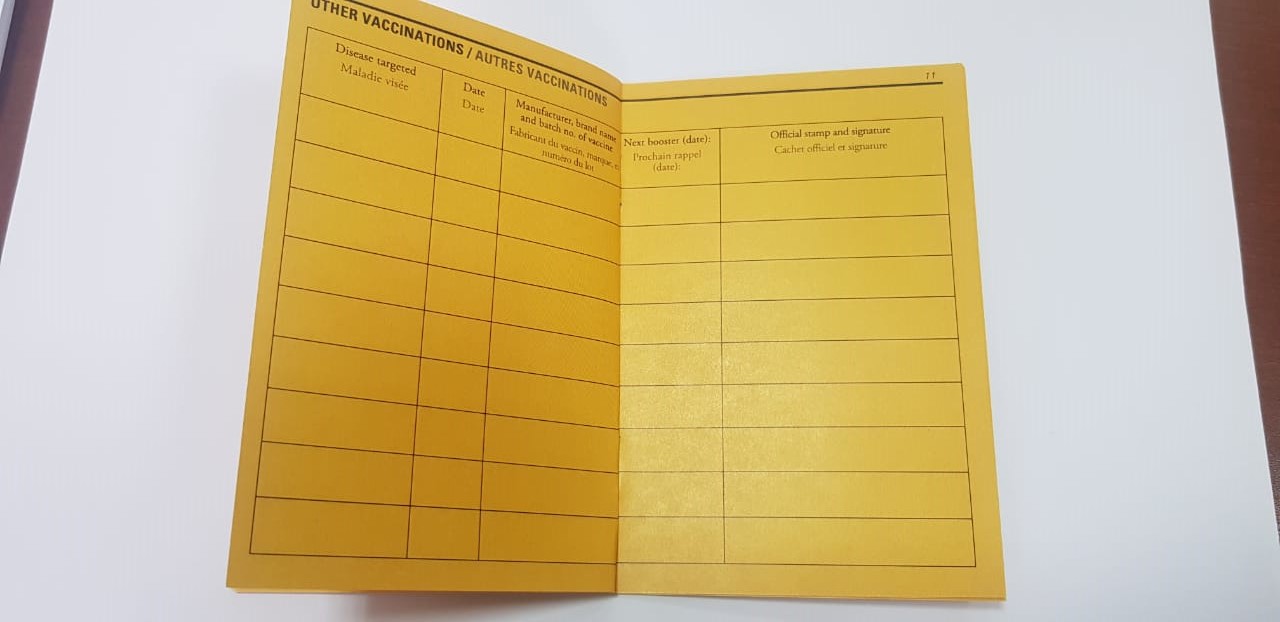 OTHER VACCINATIONS / AUTRES VACCINATIONS
Disease targeted
Maladie visée
Date
Date
Manufacturer, brand name
and batch no. of vaccine
Fabricant du vaccin, marque,
numéro du lot
11
Next booster (date):
Prochain rappel
(date):
Official stamp and signature
Cachet officiel et signature